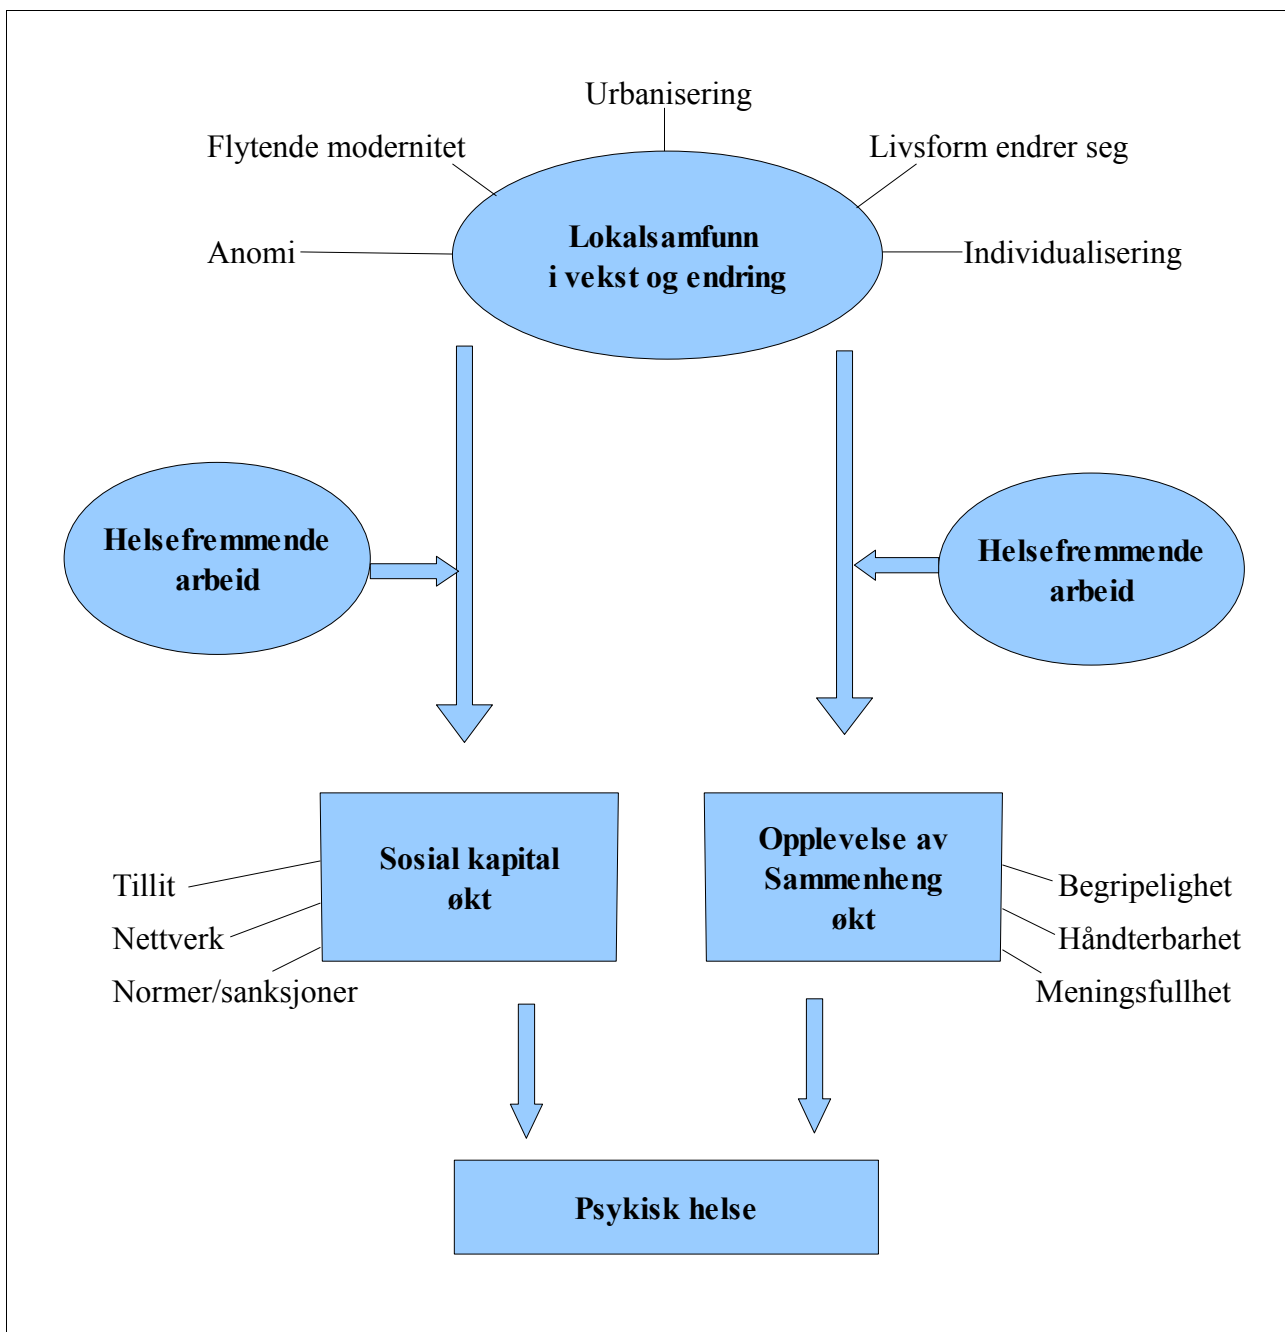 Urbanisering
Flytende modernitet
Livsform endrer seg
Lokalsamfunn
i vekst og endring
Anomi
Individualisering
Helsefremmende
arbeid
Helsefremmende
arbeid
Sosial kapital
økt
Tillit
Nettverk
Normer/sanksjoner
Opplevelse av
Sammenheng
økt
Begripelighet
Håndterbarhet
Meningsfullhet
Psykisk helse